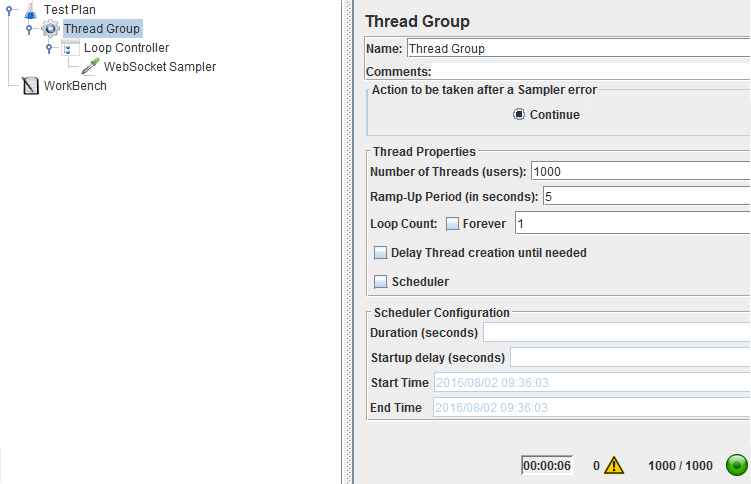 Test Plan
Thread Group
Loop Controller
WebSocket Sampler
WorkBench
Thread Group
Name: Thread Group
Comments:
Action to be taken after a Sampler error
Continue
Thread Properties
Number of Threads (users): 1000
Ramp-Up Period (in seconds): 5
Loop Count: Forever 1
Delay Thread creation until needed
Scheduler
Scheduler Configuration
Duration (seconds)
Startup delay (seconds)
Start Time 2016/08/02 09:36:03
End Time 2016/08/02 09:36:03
00:00:06 0 1000 / 1000